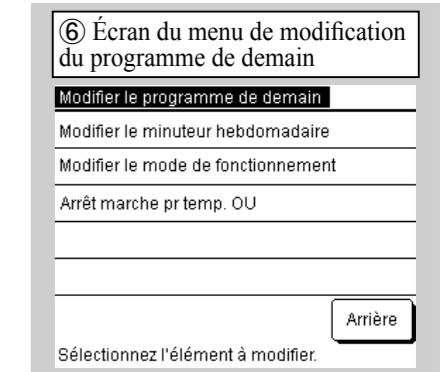 ⑥ Écran du menu de modification
du programme de demain
Modifier le programme de demain
Modifier le minuteur hebdomadaire
Modifier le mode de fonctionnement
Arrêt marche pr temp. OU
Arrière
Sélectionnez l'élément à modifier.